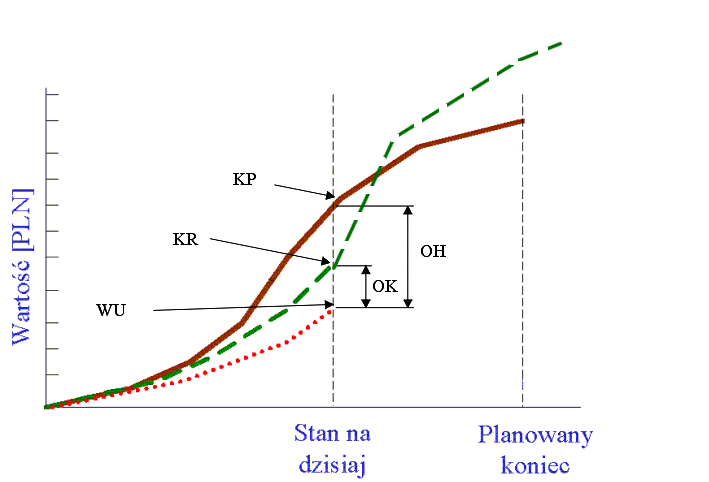 KP
KR
WU
OH
OK
Wartość [PLN]
Stan na
dzisiaj
Planowany
koniec